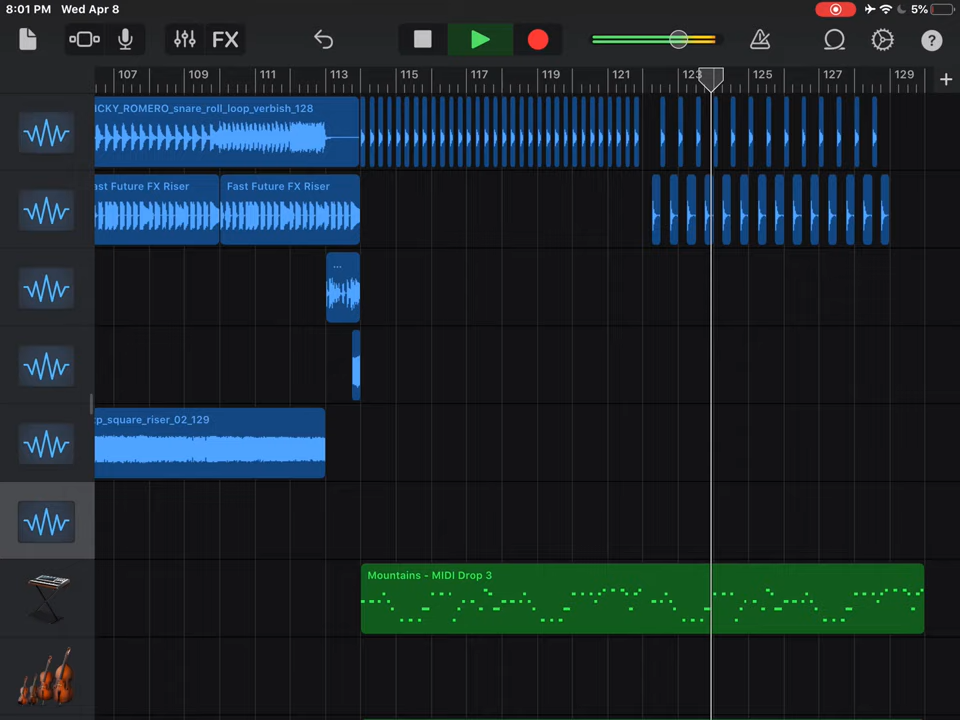 8:01 PM Wed Apr 8 5%
FX ?
107 109 111 113 115 117 119 121 123 125 127 129 +
ICKY_ROMERO_snare_roll_loop_verbish_128
ast Future FX Riser Fast Future FX Riser
...
p_square_riser_02_129
Mountains - MIDI Drop 3